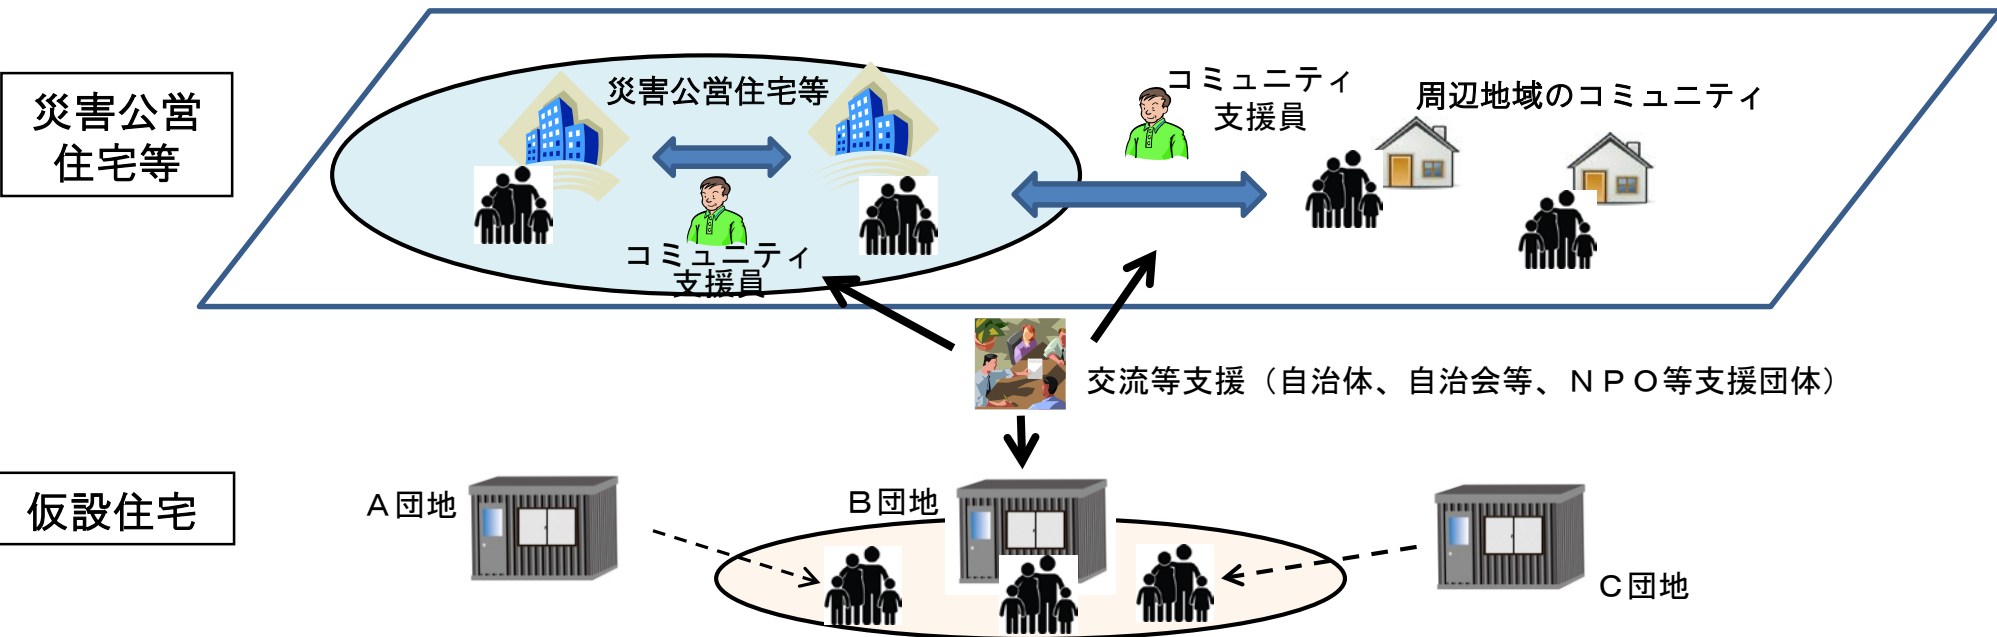 災害公営
住宅等
災害公営住宅等
コミュニティ
支援員
コミュニティ
支援員
周辺地域のコミュニティ
交流等支援（自治体、自治会等、ＮＰＯ等支援団体）
仮設住宅
Ａ団地
Ｂ団地
Ｃ団地